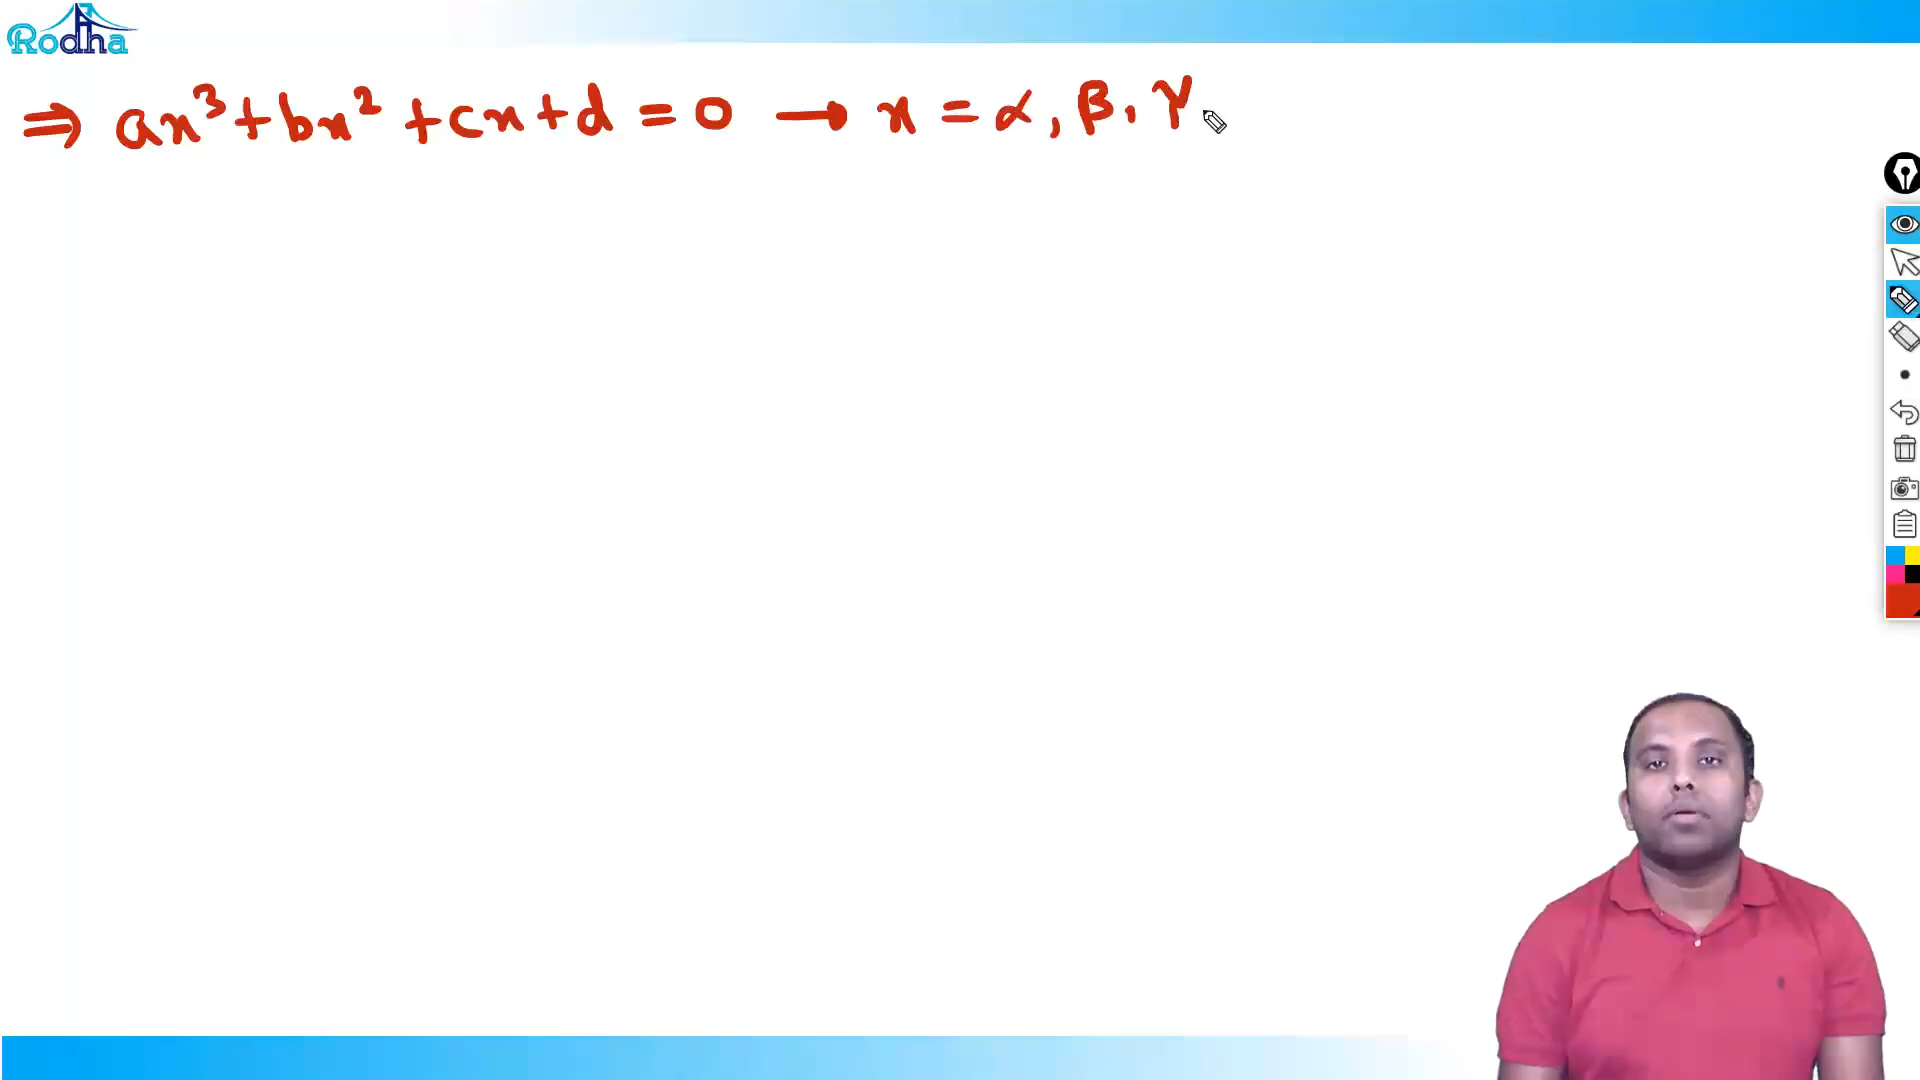 Rodha
⇒ ax³ + bx² + cx + d = 0 → x = α, β, γ